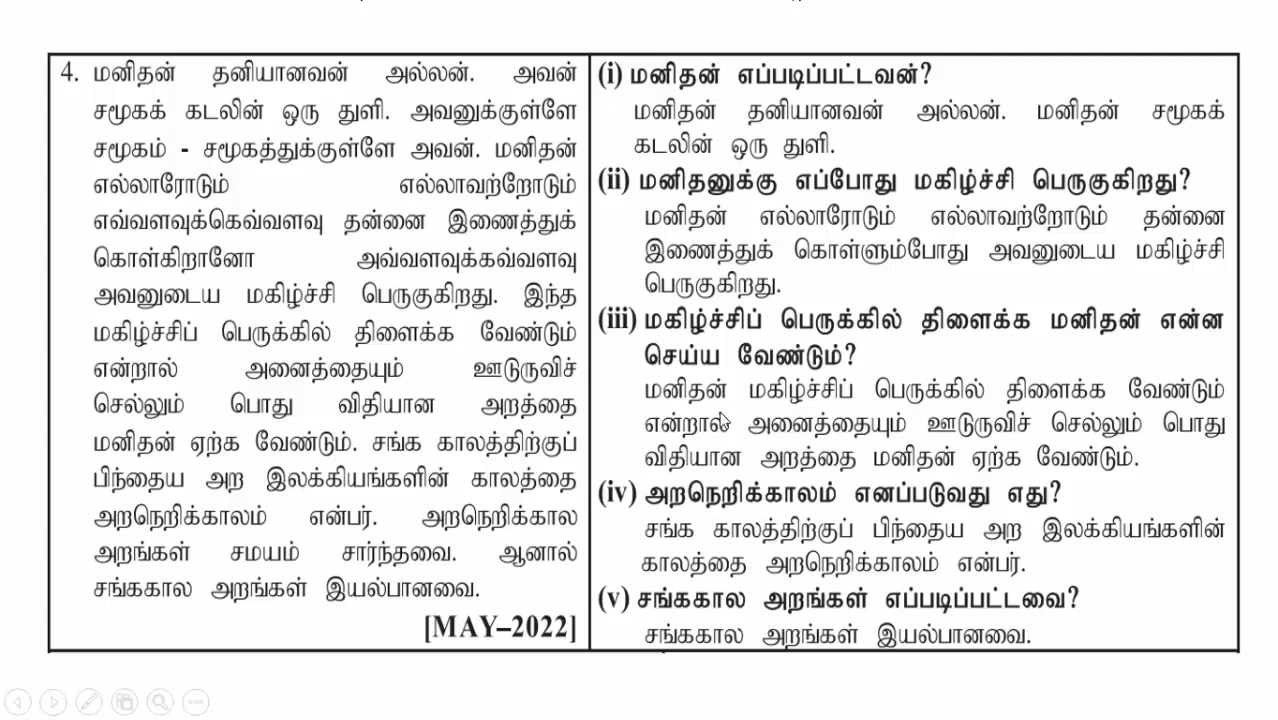 4. மனிதன் தனியானவன் அல்லன். அவன்
சமூகக் கடலின் ஒரு துளி. அவனுக்குள்ளே
சமூகம் - சமூகத்துக்குள்ளே அவன். மனிதன்
எல்லாரோடும் எல்லாவற்றோடும்
எவ்வளவுக்கெவ்வளவு தன்னை இணைத்துக்
கொள்கிறானோ அவ்வளவுக்கவ்வளவு
அவனுடைய மகிழ்ச்சி பெருகுகிறது. இந்த
மகிழ்ச்சிப் பெருக்கில் திளைக்க வேண்டும்
என்றால் அனைத்தையும் ஊடுருவிச்
செல்லும் பொது விதியான அறத்தை
மனிதன் ஏற்க வேண்டும். சங்க காலத்திற்குப்
பிந்தைய அற இலக்கியங்களின் காலத்தை
அறநெறிக்காலம் என்பர். அறநெறிக்கால
அறங்கள் சமயம் சார்ந்தவை. ஆனால்
சங்ககால அறங்கள் இயல்பானவை.
[MAY–2022]
(i) மனிதன் எப்படிப்பட்டவன்?
மனிதன் தனியானவன் அல்லன். மனிதன் சமூகக்
கடலின் ஒரு துளி.
(ii) மனிதனுக்கு எப்போது மகிழ்ச்சி பெருகுகிறது?
மனிதன் எல்லாரோடும் எல்லாவற்றோடும் தன்னை
இணைத்துக் கொள்ளும்போது அவனுடைய மகிழ்ச்சி
பெருகுகிறது.
(iii) மகிழ்ச்சிப் பெருக்கில் திளைக்க மனிதன் என்ன
செய்ய வேண்டும்?
மனிதன் மகிழ்ச்சிப் பெருக்கில் திளைக்க வேண்டும்
என்றால் அனைத்தையும் ஊடுருவிச் செல்லும் பொது
விதியான அறத்தை மனிதன் ஏற்க வேண்டும்.
(iv) அறநெறிக்காலம் எனப்படுவது எது?
சங்க காலத்திற்குப் பிந்தைய அற இலக்கியங்களின்
காலத்தை அறநெறிக்காலம் என்பர்.
(v) சங்ககால அறங்கள் எப்படிப்பட்டவை?
சங்ககால அறங்கள் இயல்பானவை.